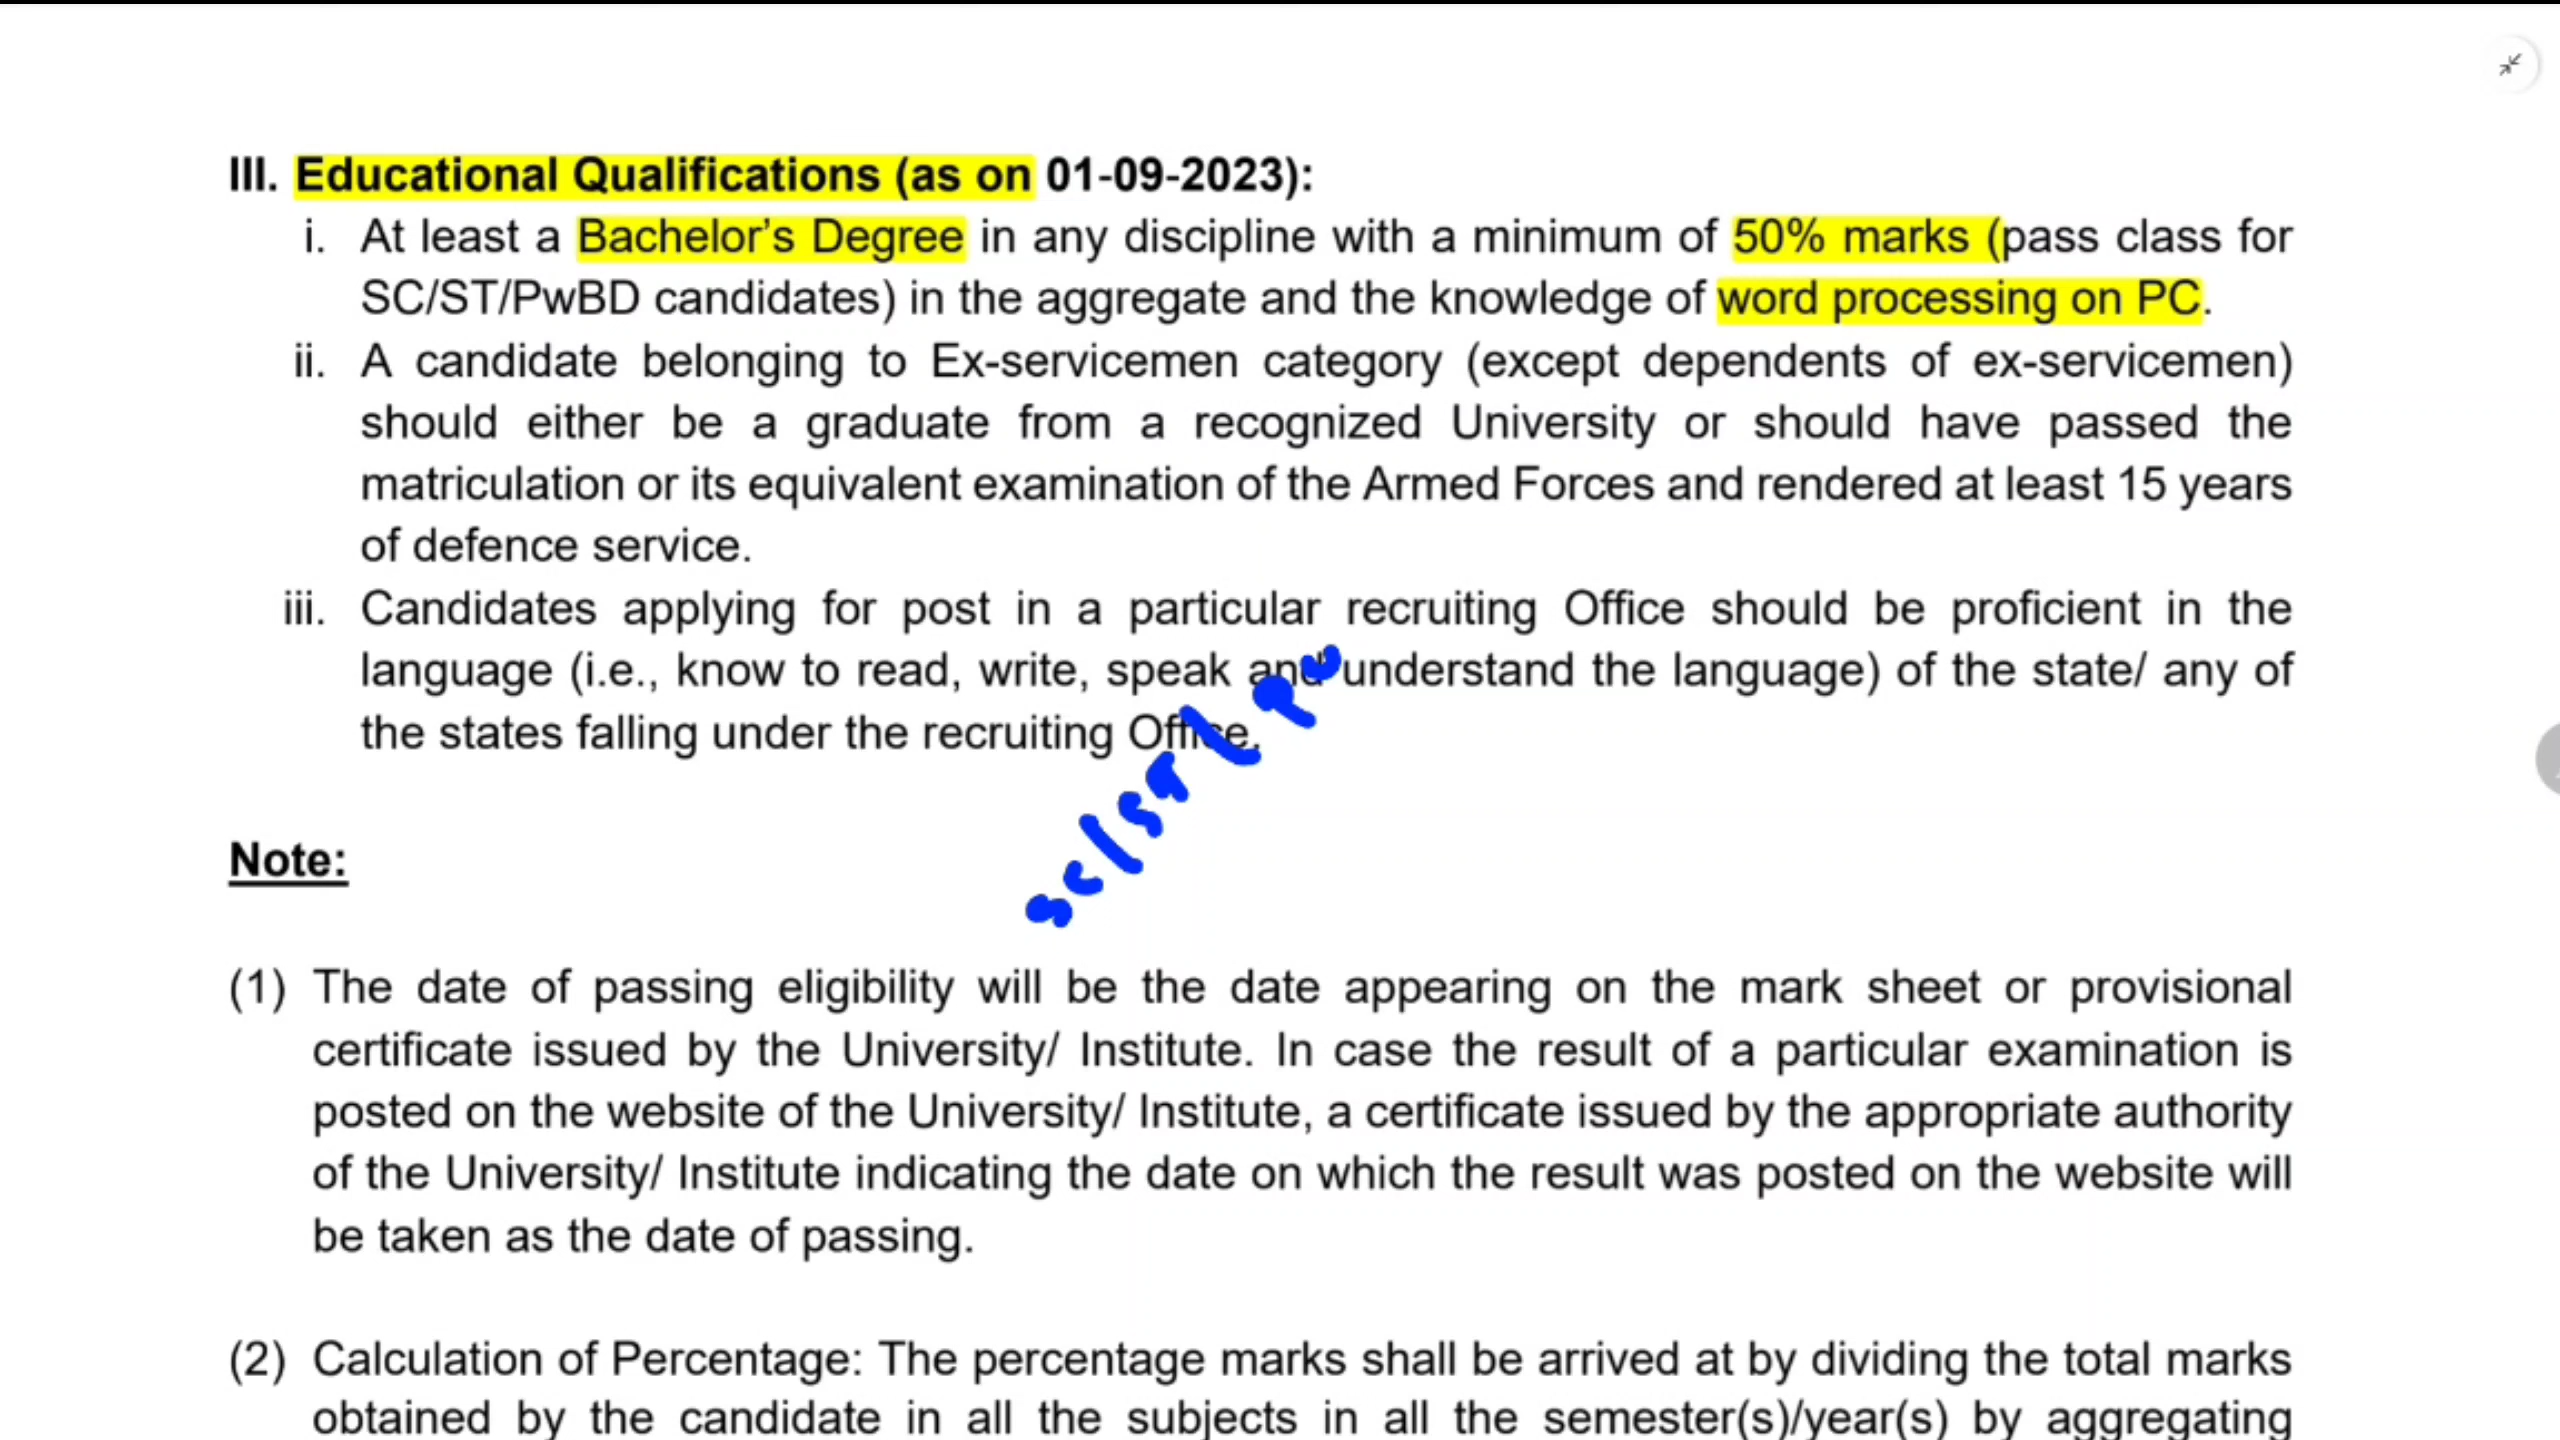 III. Educational Qualifications (as on 01-09-2023):
i. At least a Bachelor's Degree in any discipline with a minimum of 50% marks (pass class for
SC/ST/PwBD candidates) in the aggregate and the knowledge of word processing on PC.
ii. A candidate belonging to Ex-servicemen category (except dependents of ex-servicemen)
should either be a graduate from a recognized University or should have passed the
matriculation or its equivalent examination of the Armed Forces and rendered at least 15 years
of defence service.
iii. Candidates applying for post in a particular recruiting Office should be proficient in the
language (i.e., know to read, write, speak and understand the language) of the state/ any of
the states falling under the recruiting Office.
sc/st/P
Note:
(1) The date of passing eligibility will be the date appearing on the mark sheet or provisional
certificate issued by the University/ Institute. In case the result of a particular examination is
posted on the website of the University/ Institute, a certificate issued by the appropriate authority
of the University/ Institute indicating the date on which the result was posted on the website will
be taken as the date of passing.
(2) Calculation of Percentage: The percentage marks shall be arrived at by dividing the total marks
obtained by the candidate in all the subjects in all the semester(s)/year(s) by aggregating